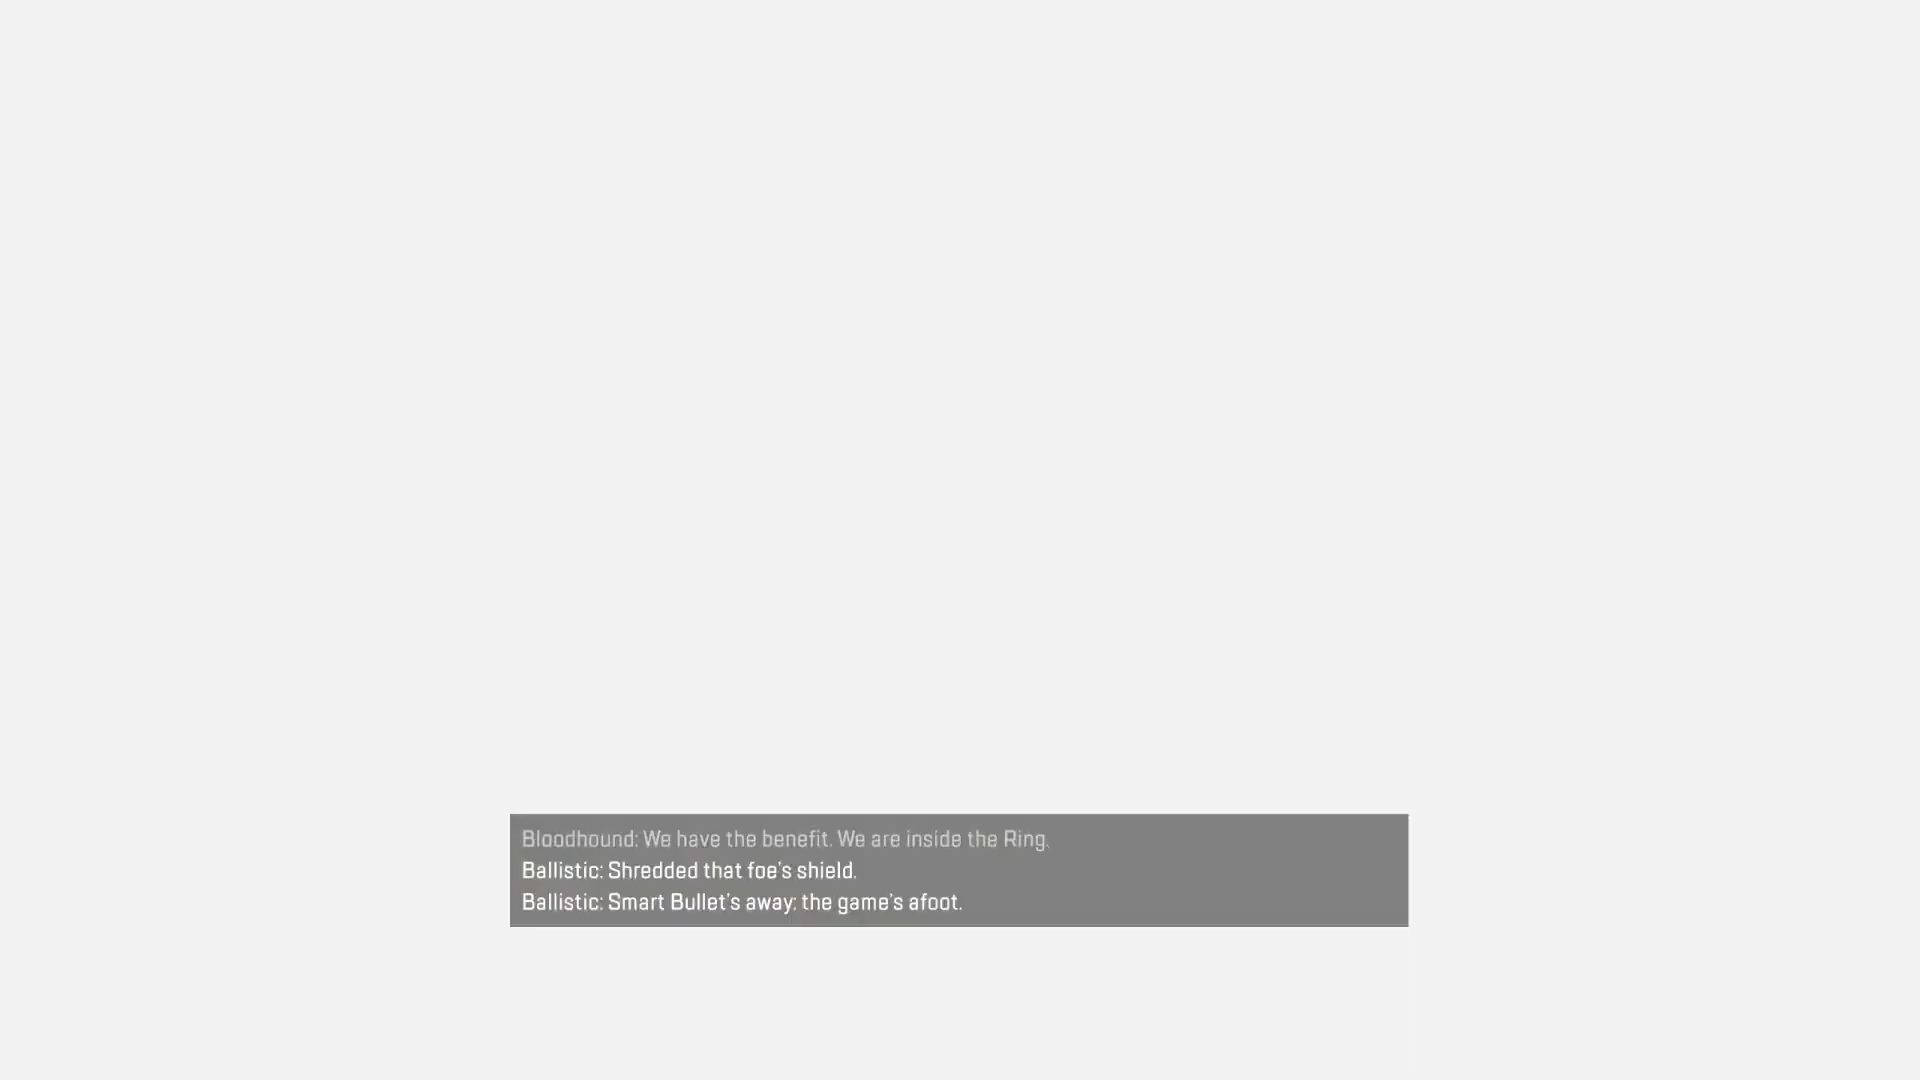 Bloodhound: We have the benefit. We are inside the Ring.
Ballistic: Shredded that foe's shield.
Ballistic: Smart Bullet's away: the game's afoot.